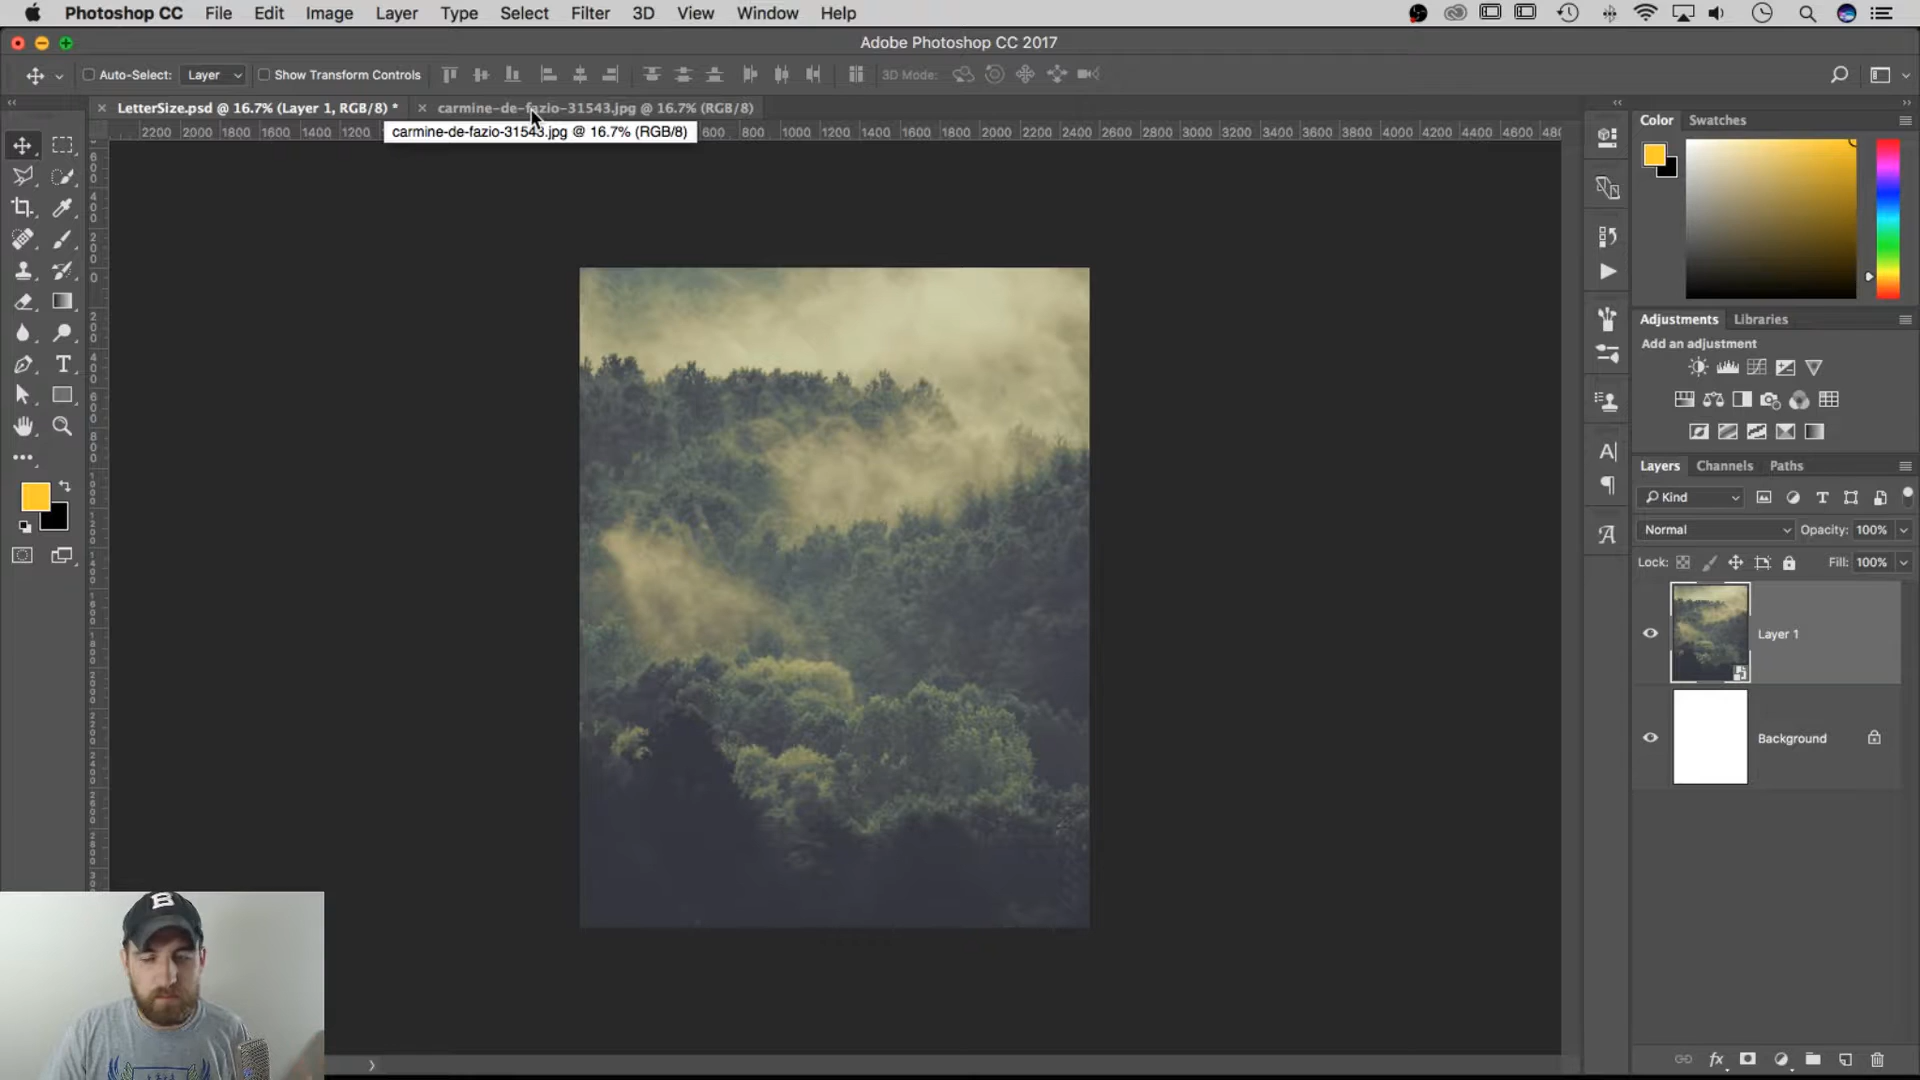 Photoshop CC File Edit Image Layer Type Select Filter 3D View Window Help
Adobe Photoshop CC 2017
Auto-Select: Layer Show Transform Controls 3D Mode:
LetterSize.psd @ 16.7% (Layer 1, RGB/8) * carmine-de-fazio-31543.jpg @ 16.7% (RGB/8)
carmine-de-fazio-31543.jpg @ 16.7% (RGB/8)
2200 2000 1800 1600 1400 1200 600 800 1000 1200 1400 1600 1800 2000 2200 2400 2600 2800 3000 3200 3400 3600 3800 4000 4200 4400 4600 48
Color Swatches
Adjustments Libraries
Add an adjustment
Layers Channels Paths
Kind
Normal Opacity: 100%
Lock: Fill: 100%
Layer 1
Background
B